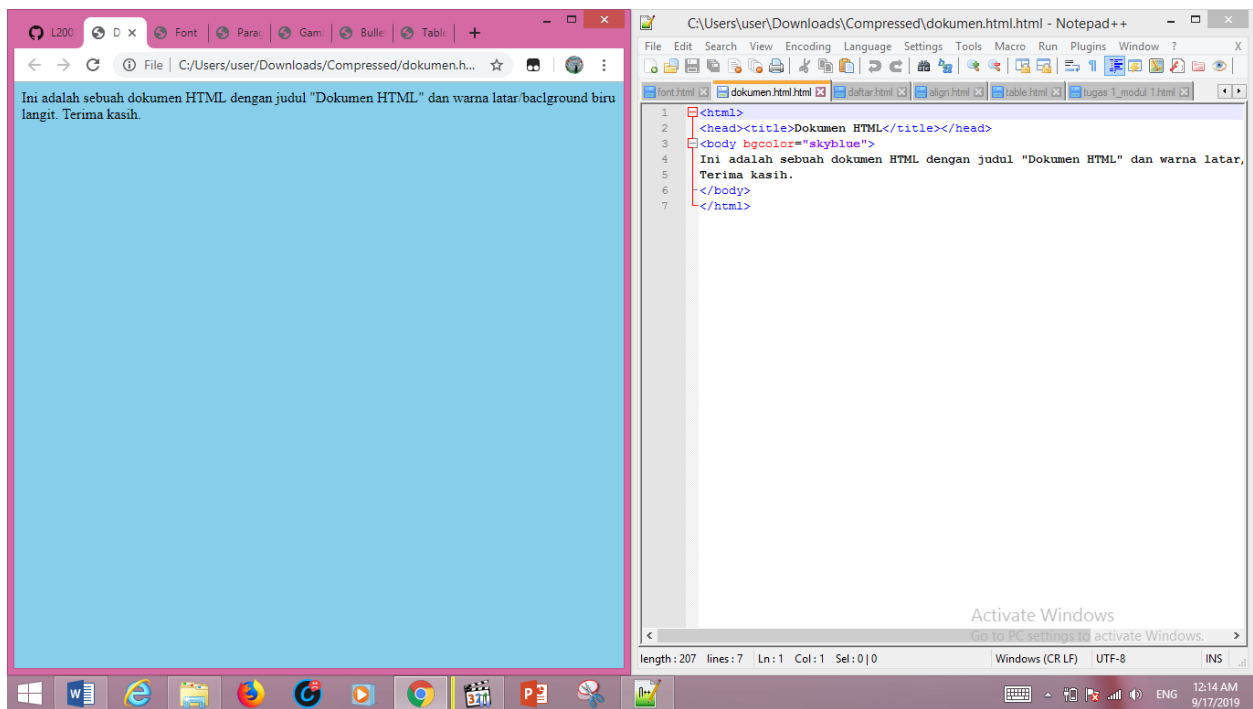 L200
D
Font
Parag
Gam
Bulle
Table
File
C:/Users/user/Downloads/Compressed/dokumen.h...
Ini adalah sebuah dokumen HTML dengan judul "Dokumen HTML" dan warna latar/baclground biru
langit. Terima kasih.
C:\Users\user\Downloads\Compressed\dokumen.html.html - Notepad++
File Edit Search View Encoding Language Settings Tools Macro Run Plugins Window ? X
font.html dokumen.html.html daftar.html align.html table.html tugas 1_modul 1.html
1 <html>
2 <head><title>Dokumen HTML</title></head>
3 <body bgcolor="skyblue">
4 Ini adalah sebuah dokumen HTML dengan judul "Dokumen HTML" dan warna latar,
5 Terima kasih.
6 </body>
7 </html>
Activate Windows
Go to PC settings to activate Windows.
length : 207 lines : 7 Ln : 1 Col : 1 Sel : 0 | 0 Windows (CR LF) UTF-8 INS
ENG
12:14 AM
9/17/2019